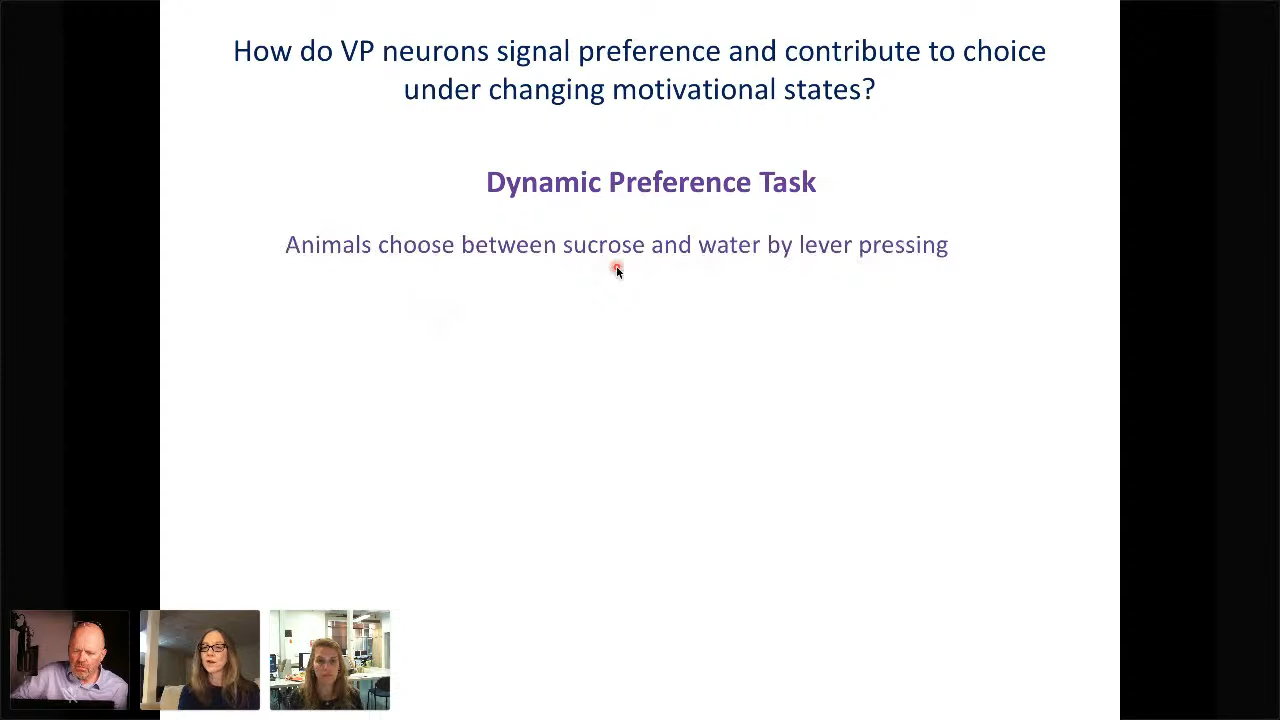 How do VP neurons signal preference and contribute to choice
under changing motivational states?
Dynamic Preference Task
Animals choose between sucrose and water by lever pressing